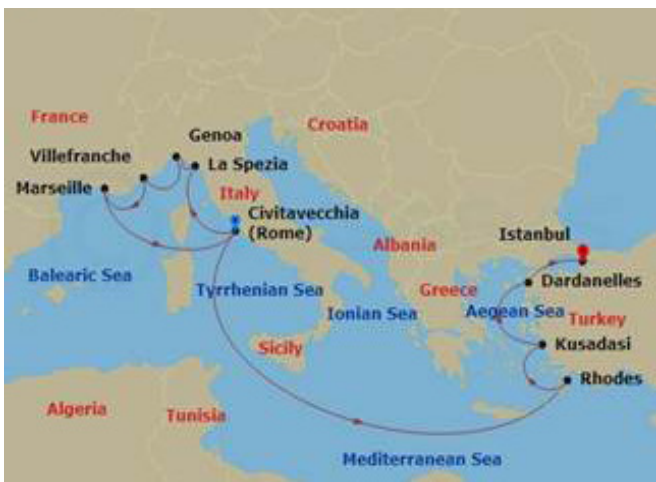 France
Croatia
Genoa
Villefranche
La Spezia
Marseille
Italy
Civitavecchia
(Rome)
Albania
Istanbul
Balearic Sea
Tyrrhenian Sea
Greece
Dardanelles
Ionian Sea
Aegean Sea
Turkey
Sicily
Kusadasi
Rhodes
Algeria
Tunisia
Mediterranean Sea